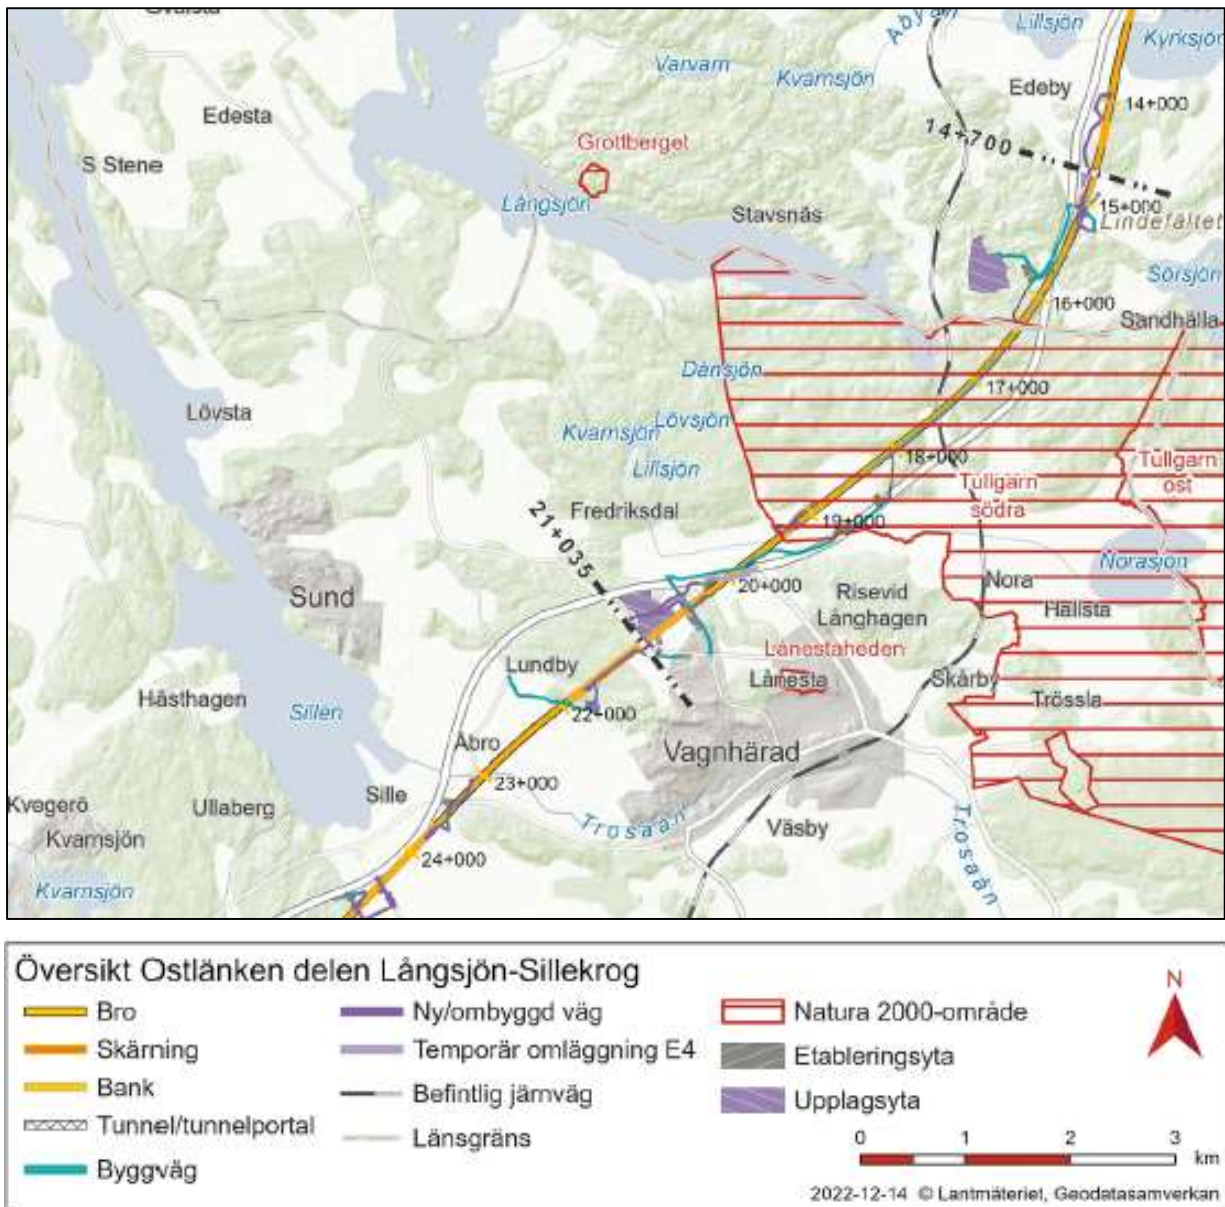 Åbyån
Lillsjön
Kyrksjön
Varvarn
Kvarnsjön
Edeby
Edesta
14+000
14+700
Grottberget
S Stene
Långsjön
Stavsnäs
15+000
Lindefältet
Sörsjön
16+000
Sandhälla
Dånsjön
17+000
Lövsta
Kvarnsjön
Lövsjön
Lillsjön
18+000
Tullgarn
ost
Tullgarn
södra
Fredriksdal
19+000
21+035
Norasjön
20+000
Nora
Sund
Risevid
Långhagen
Hällsta
Lånestaheden
Lundby
Lånesta
Skårby
Trössla
Hästhagen
Sillen
22+000
Åbro
Vagnhärad
23+000
Kvegerö
Ullaberg
Sille
Trosaån
Väsby
Kvarnsjön
24+000
Trosaån
Kvarnsjön
Översikt Ostlänken delen Långsjön-Sillekrog
Bro
Skärning
Bank
Tunnel/tunnelportal
Byggväg
Ny/ombyggd väg
Temporär omläggning E4
Befintlig järnväg
Länsgräns
Natura 2000-område
Etableringsyta
Upplagsyta
N
0 1 2 3
km
2022-12-14 © Lantmäteriet, Geodatasamverkan